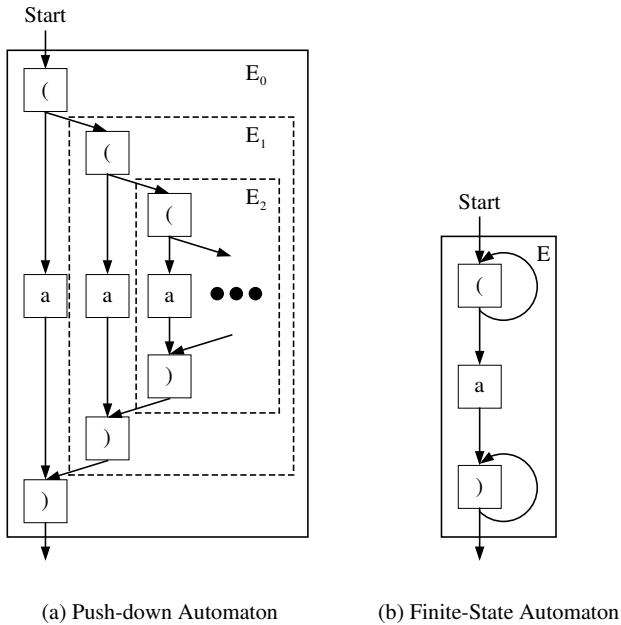 Start
(
E0
(
E1
(
E2
a
a
a
)
)
)
Start
E
(
a
)
(a) Push-down Automaton
(b) Finite-State Automaton